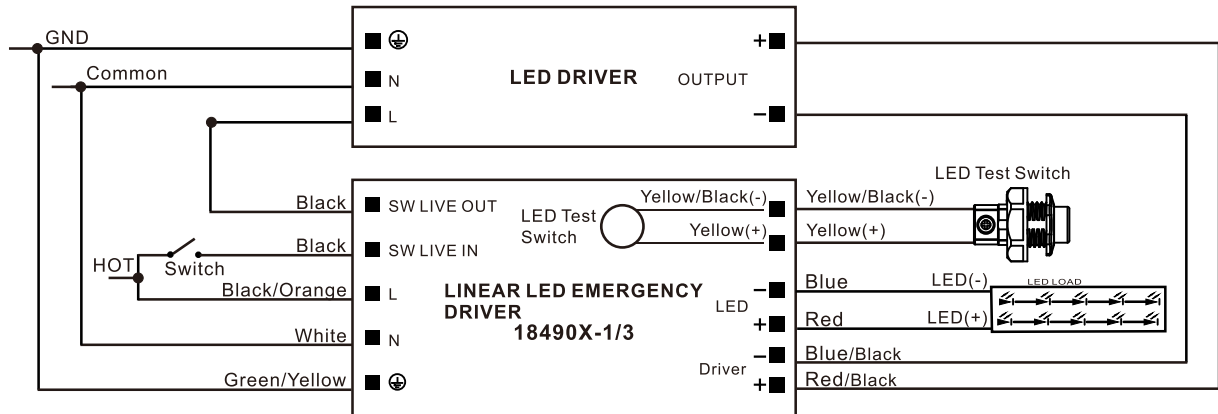 GND
Common
N
L
LED DRIVER
OUTPUT
+
−
Black
SW LIVE OUT
Black
SW LIVE IN
HOT
Switch
Black/Orange
L
White
N
Green/Yellow
LINEAR LED EMERGENCY
DRIVER
18490X-1/3
LED Test
Switch
Yellow/Black(-)
Yellow(+)
LED
−
+
Driver
−
+
LED Test Switch
Yellow/Black(-)
Yellow(+)
Blue
LED(-)
LED LOAD
Red
LED(+)
Blue/Black
Red/Black